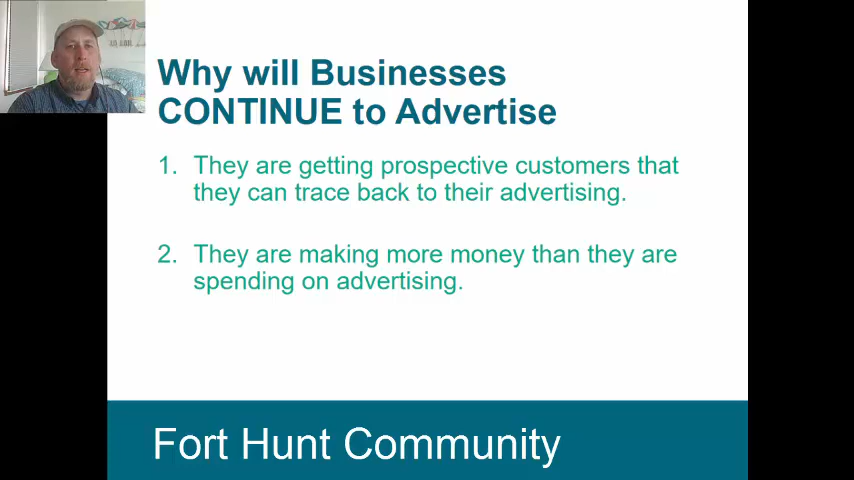 Why will Businesses
CONTINUE to Advertise
1. They are getting prospective customers that
they can trace back to their advertising.
2. They are making more money than they are
spending on advertising.
Fort Hunt Community